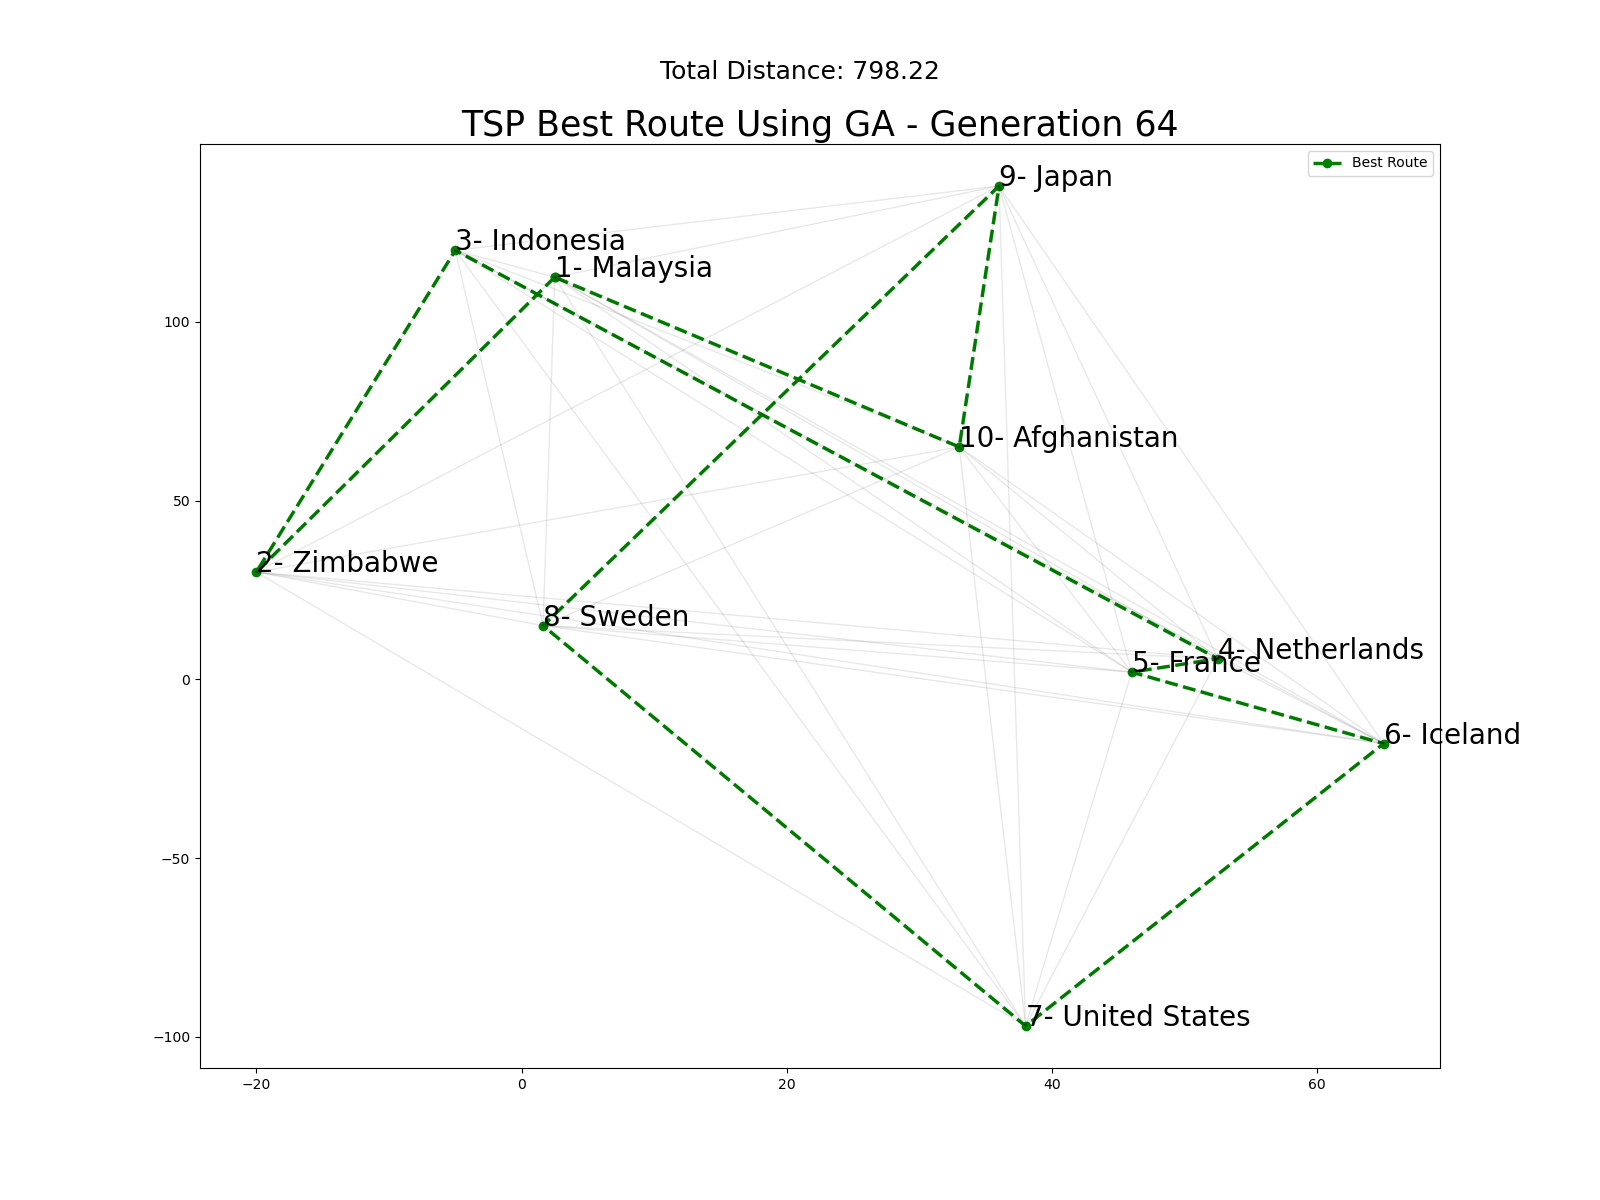 Total Distance: 798.22
TSP Best Route Using GA - Generation 64
Best Route
9- Japan
3- Indonesia
1- Malaysia
10- Afghanistan
2- Zimbabwe
8- Sweden
4- Netherlands
5- France
6- Iceland
7- United States
100
50
0
−50
−100
−20 0 20 40 60